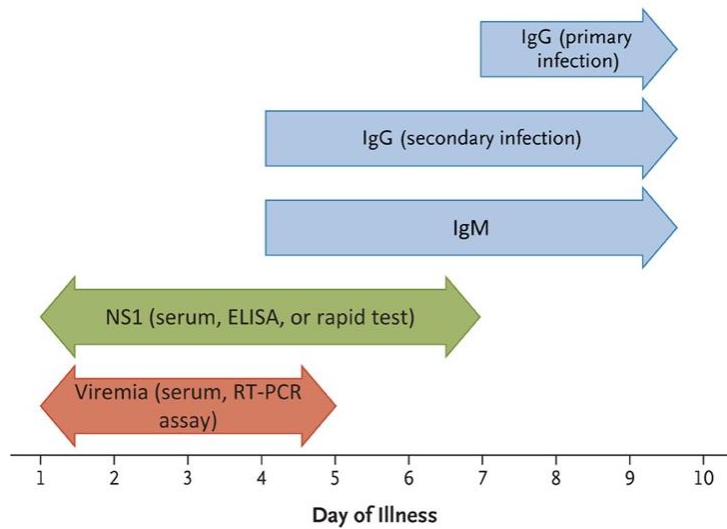 IgG (primary
infection)
IgG (secondary infection)
IgM
NS1 (serum, ELISA, or rapid test)
Viremia (serum, RT-PCR
assay)
1 2 3 4 5 6 7 8 9 10
Day of Illness